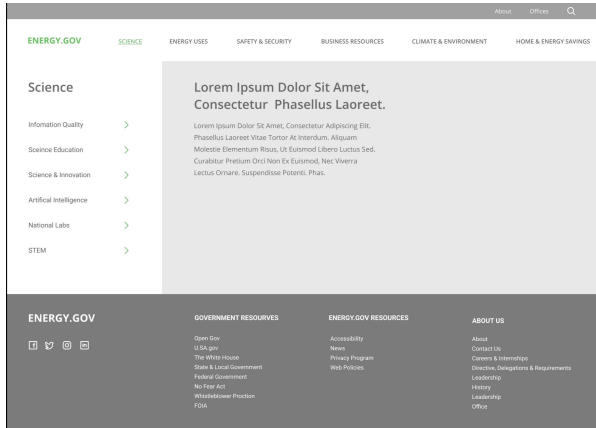 About Offices
ENERGY.GOV SCIENCE ENERGY USES SAFETY & SECURITY BUSINESS RESOURCES CLIMATE & ENVIRONMENT HOME & ENERGY SAVINGS
Science
Infomation Quality
Sceince Education
Science & Innovation
Artifical Intelligence
National Labs
STEM
Lorem Ipsum Dolor Sit Amet,
Consectetur Phasellus Laoreet.
Lorem Ipsum Dolor Sit Amet, Consectetur Adipiscing Elit.
Phasellus Laoreet Vitae Tortor At Interdum. Aliquam
Molestie Elementum Risus, Ut Euismod Libero Luctus Sed.
Curabitur Pretium Orci Non Ex Euismod, Nec Viverra
Lectus Ornare. Suspendisse Potenti. Phas.
ENERGY.GOV
GOVERNMENT RESOURVES
Open Gov
U.SA.gov
The White House
State & Local Government
Federal Government
No Fear Act
Whistleblower Proction
FOIA
ENERGY.GOV RESOURCES
Accessibility
News
Privacy Program
Web Policies
ABOUT US
About
Contact Us
Careers & Internships
Directive, Delegations & Requirements
Leadership
History
Leadership
Office